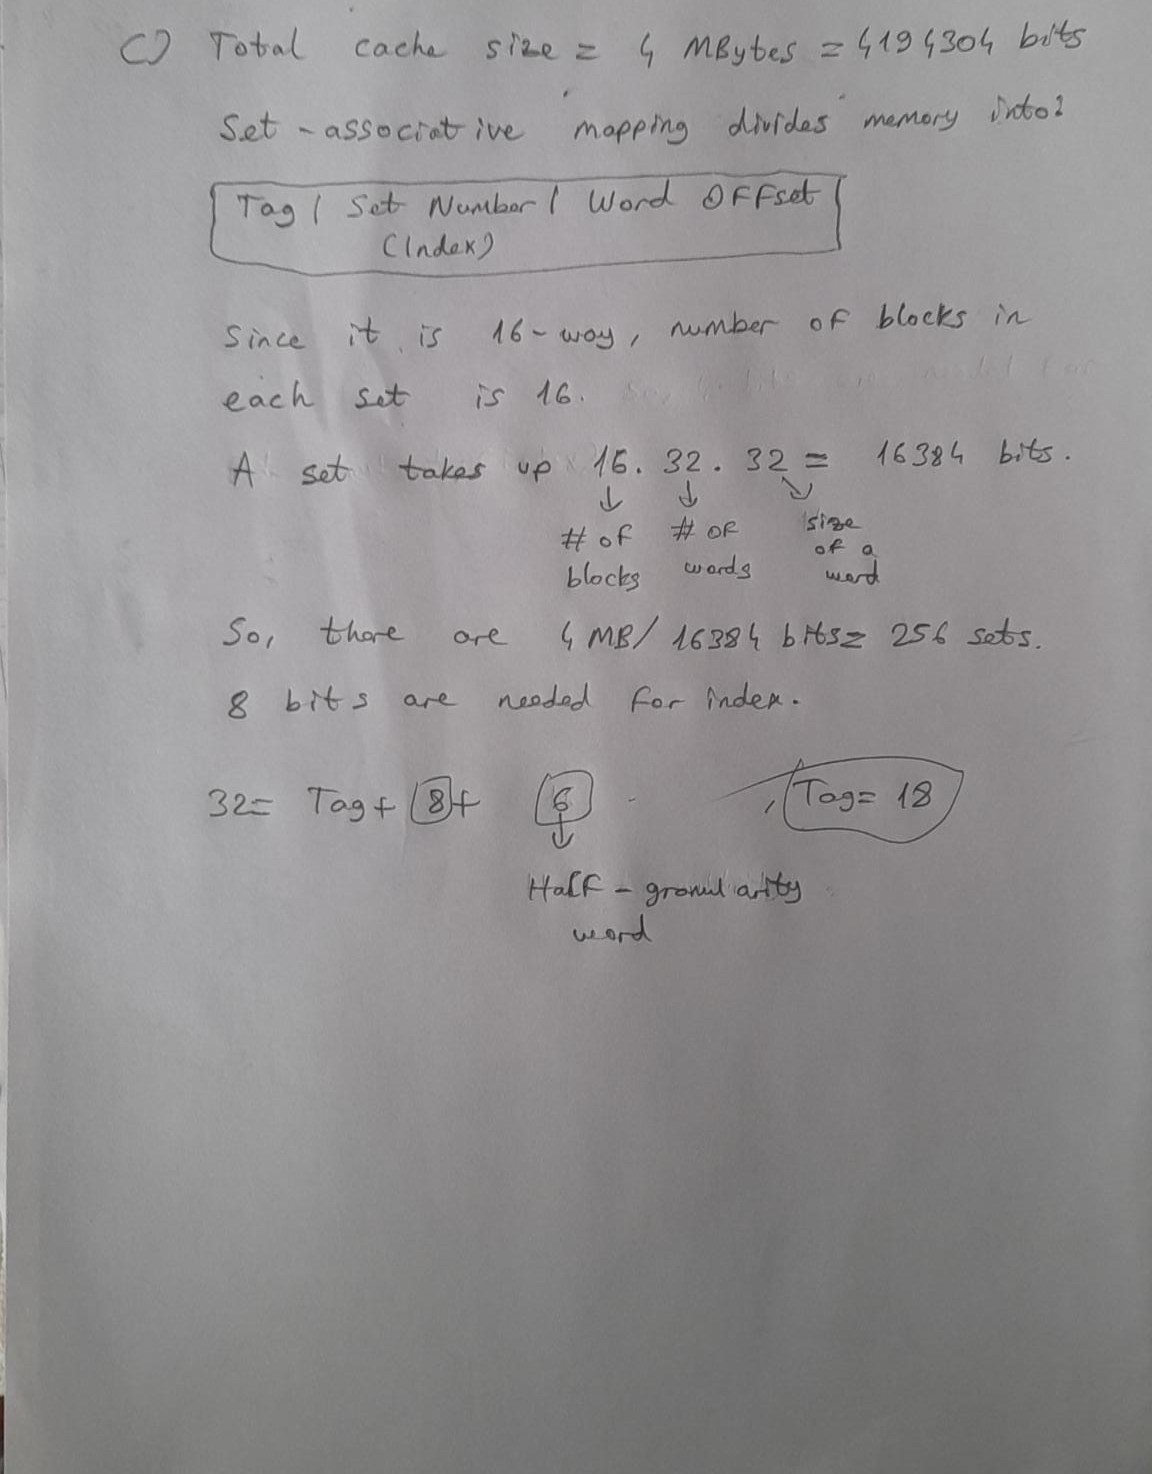 C) Total cache size = 4 MBytes = 4194304 bits
Set-associative mapping divides memory into:
Tag | Set Number | Word Offset
(Index)
Since it is 16-way, number of blocks in
each set is 16.
A set takes up 16. 32. 32 = 16384 bits.
# of blocks # of words size of a word
So, there are 4 MB/ 16384 bits= 256 sets.
8 bits are needed for index.
32= Tag+ 8+ 6 , Tag= 18
Half-granularity
word